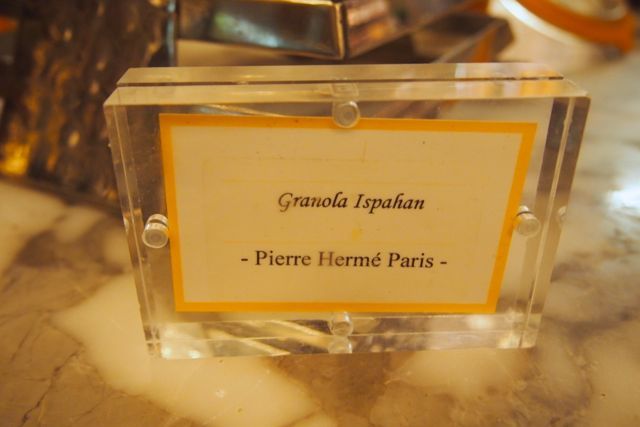 Granola Ispahan
- Pierre Hermé Paris -